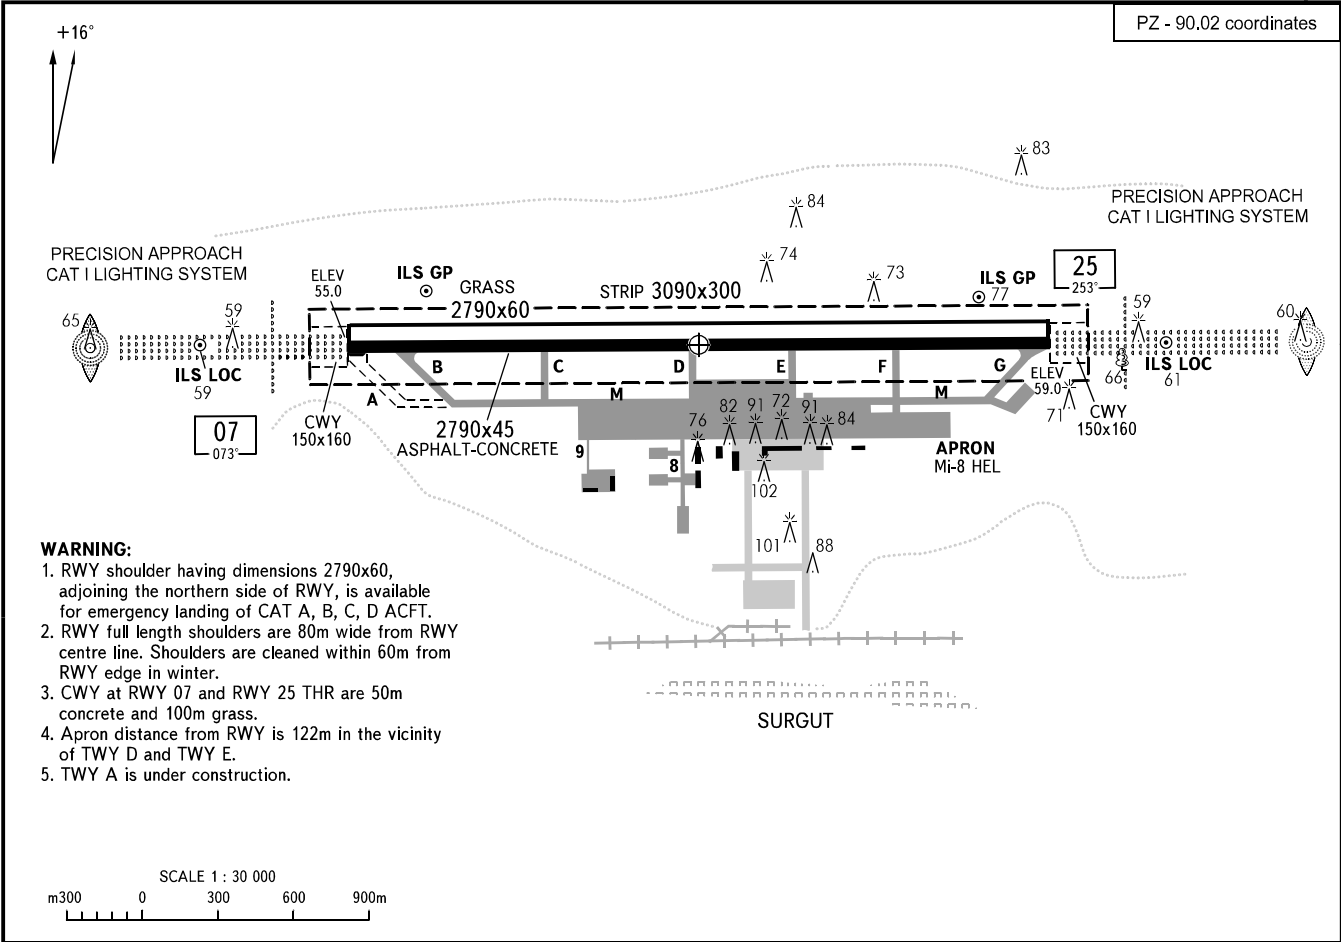 PZ - 90.02 coordinates
+16°
83
84
PRECISION APPROACH
CAT I LIGHTING SYSTEM
PRECISION APPROACH
CAT I LIGHTING SYSTEM
74
73
ELEV
55.0
ILS GP
GRASS
2790x60
STRIP 3090x300
ILS GP
77
25
253°
65
59
59
60
ILS LOC
59
ILS LOC
61
66
A
B
C
D
E
F
G
M
M
ELEV
59.0
71
CWY
150x160
CWY
150x160
07
073°
2790x45
ASPHALT-CONCRETE
76
82
91
72
91
84
APRON
Mi-8 HEL
9
8
102
101
88
WARNING:
1. RWY shoulder having dimensions 2790x60,
adjoining the northern side of RWY, is available
for emergency landing of CAT A, B, C, D ACFT.
2. RWY full length shoulders are 80m wide from RWY
centre line. Shoulders are cleaned within 60m from
RWY edge in winter.
3. CWY at RWY 07 and RWY 25 THR are 50m
concrete and 100m grass.
4. Apron distance from RWY is 122m in the vicinity
of TWY D and TWY E.
5. TWY A is under construction.
SURGUT
SCALE 1 : 30 000
m300 0 300 600 900m